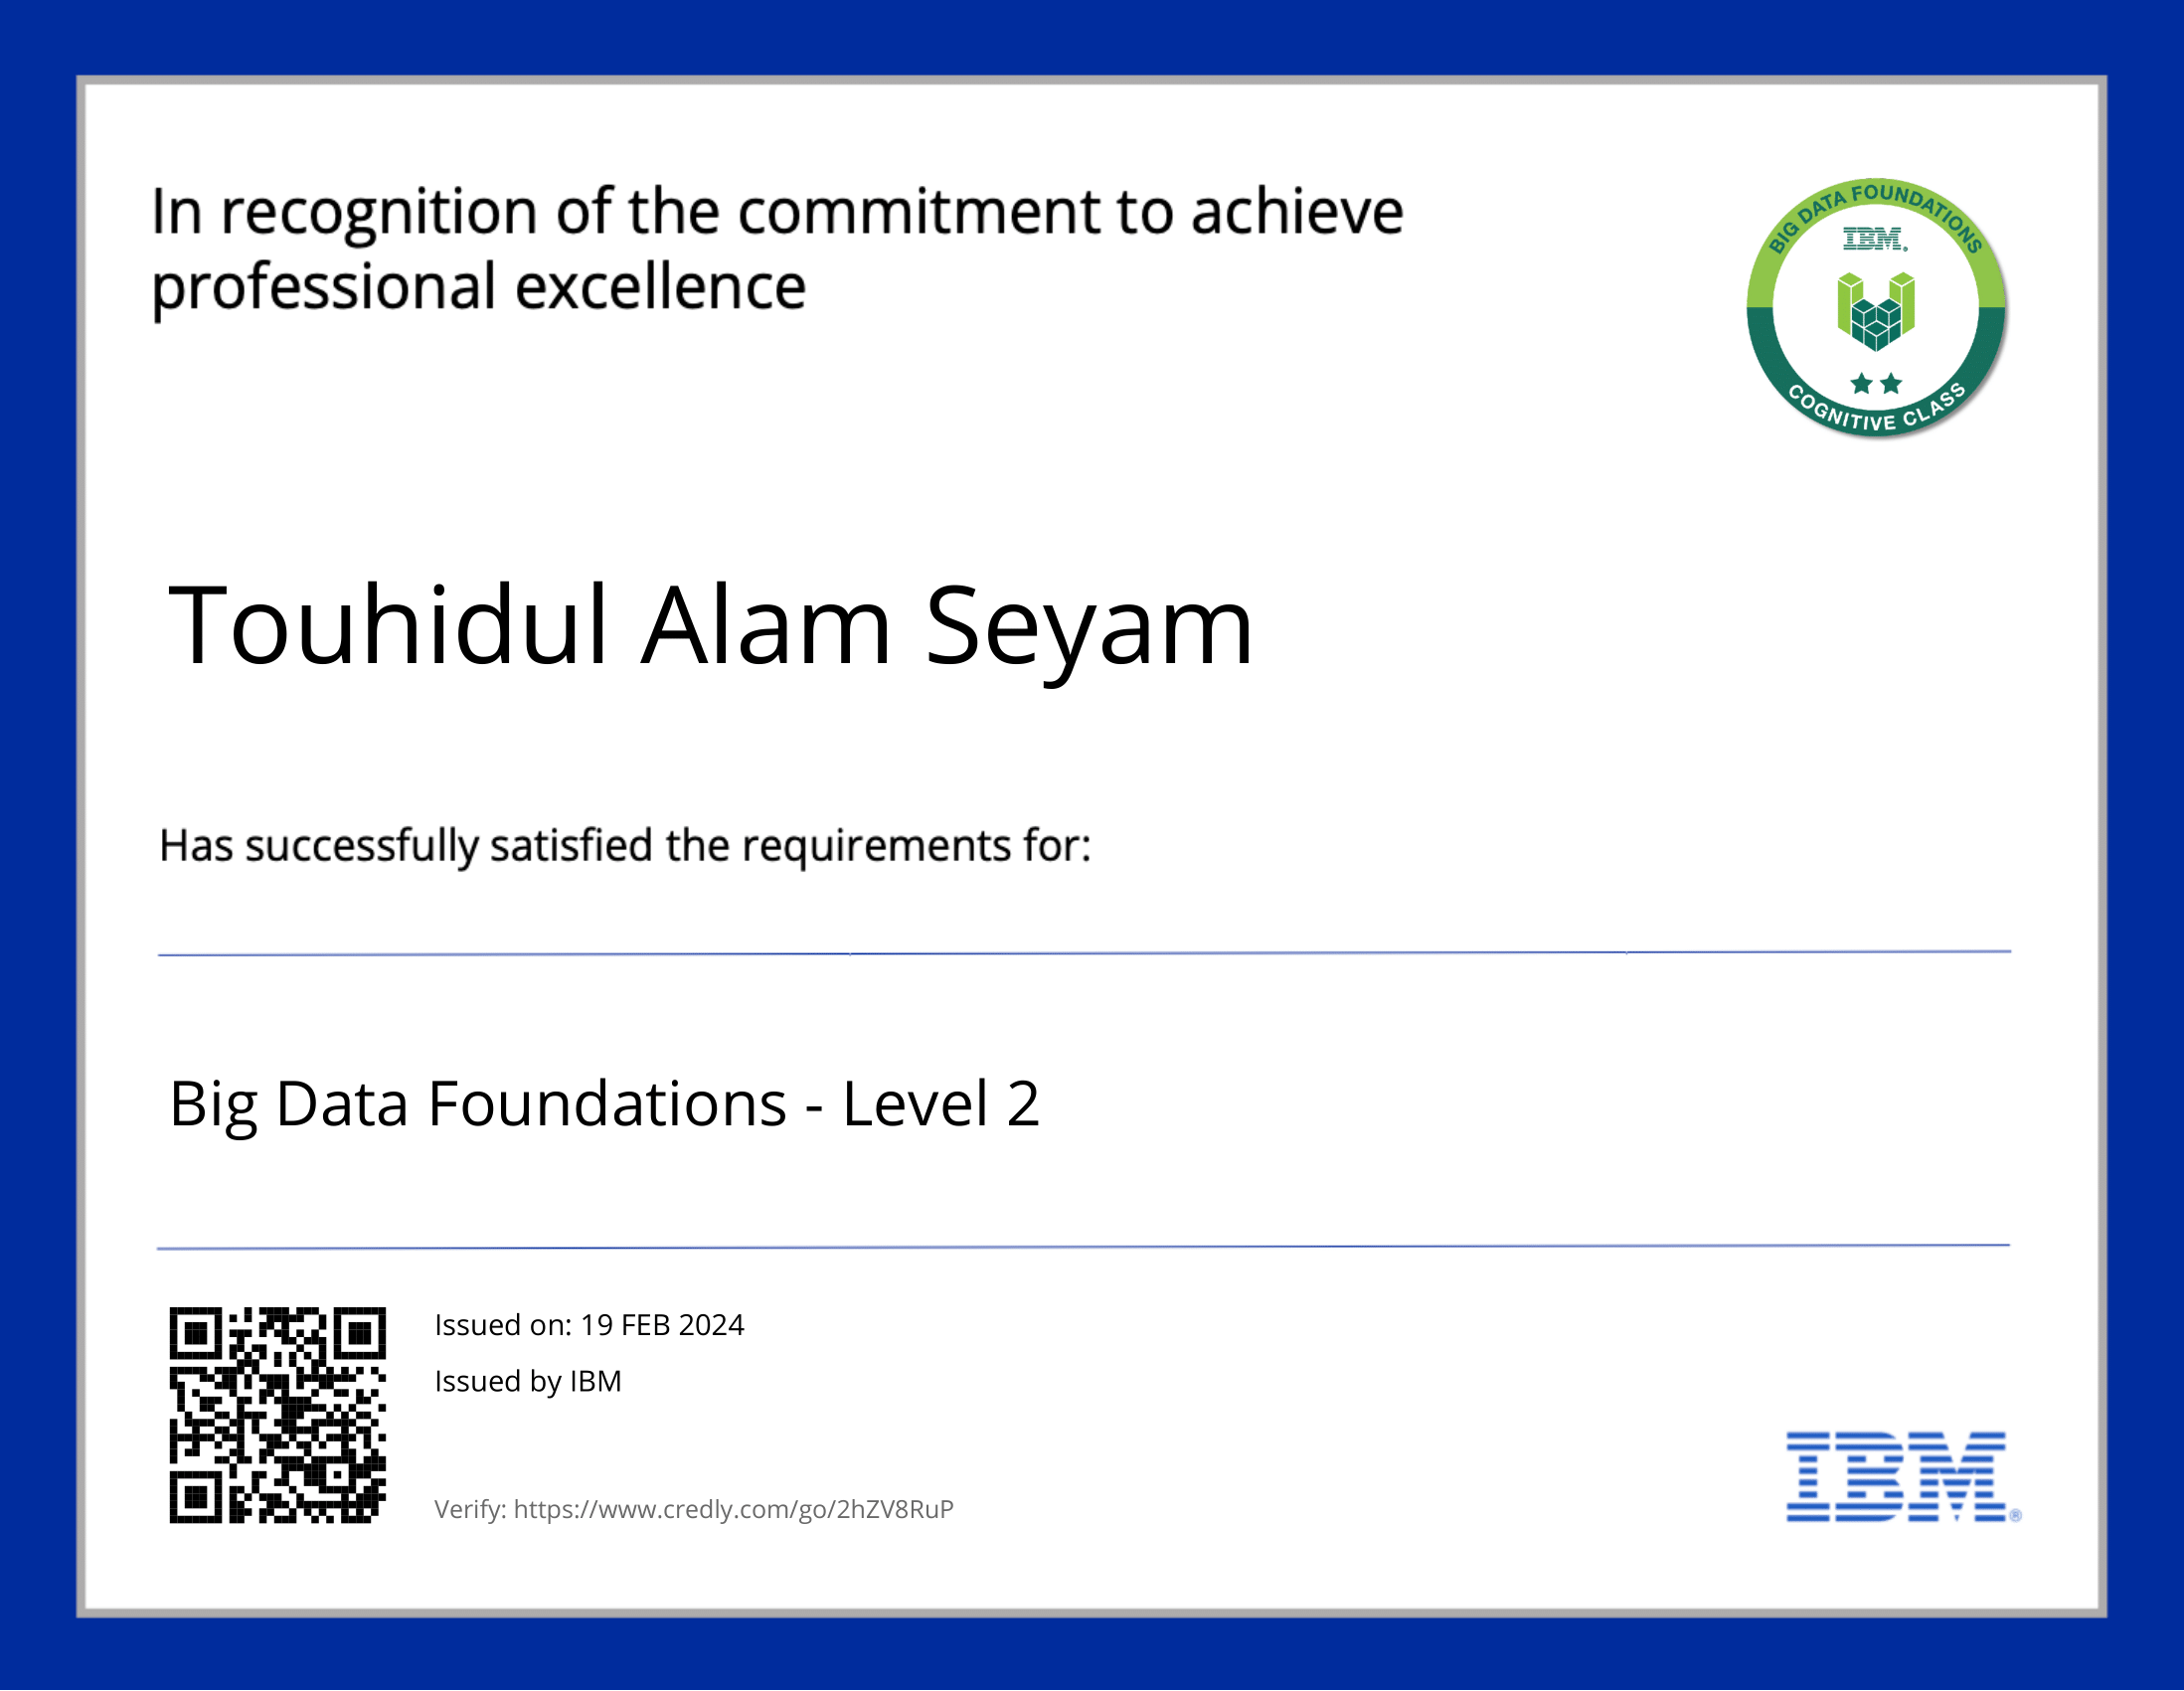 In recognition of the commitment to achieve
professional excellence
BIG DATA FOUNDATIONS
IBM®
COGNITIVE CLASS
Touhidul Alam Seyam
Has successfully satisfied the requirements for:
Big Data Foundations - Level 2
Issued on: 19 FEB 2024
Issued by IBM
Verify: https://www.credly.com/go/2hZV8RuP
IBM®